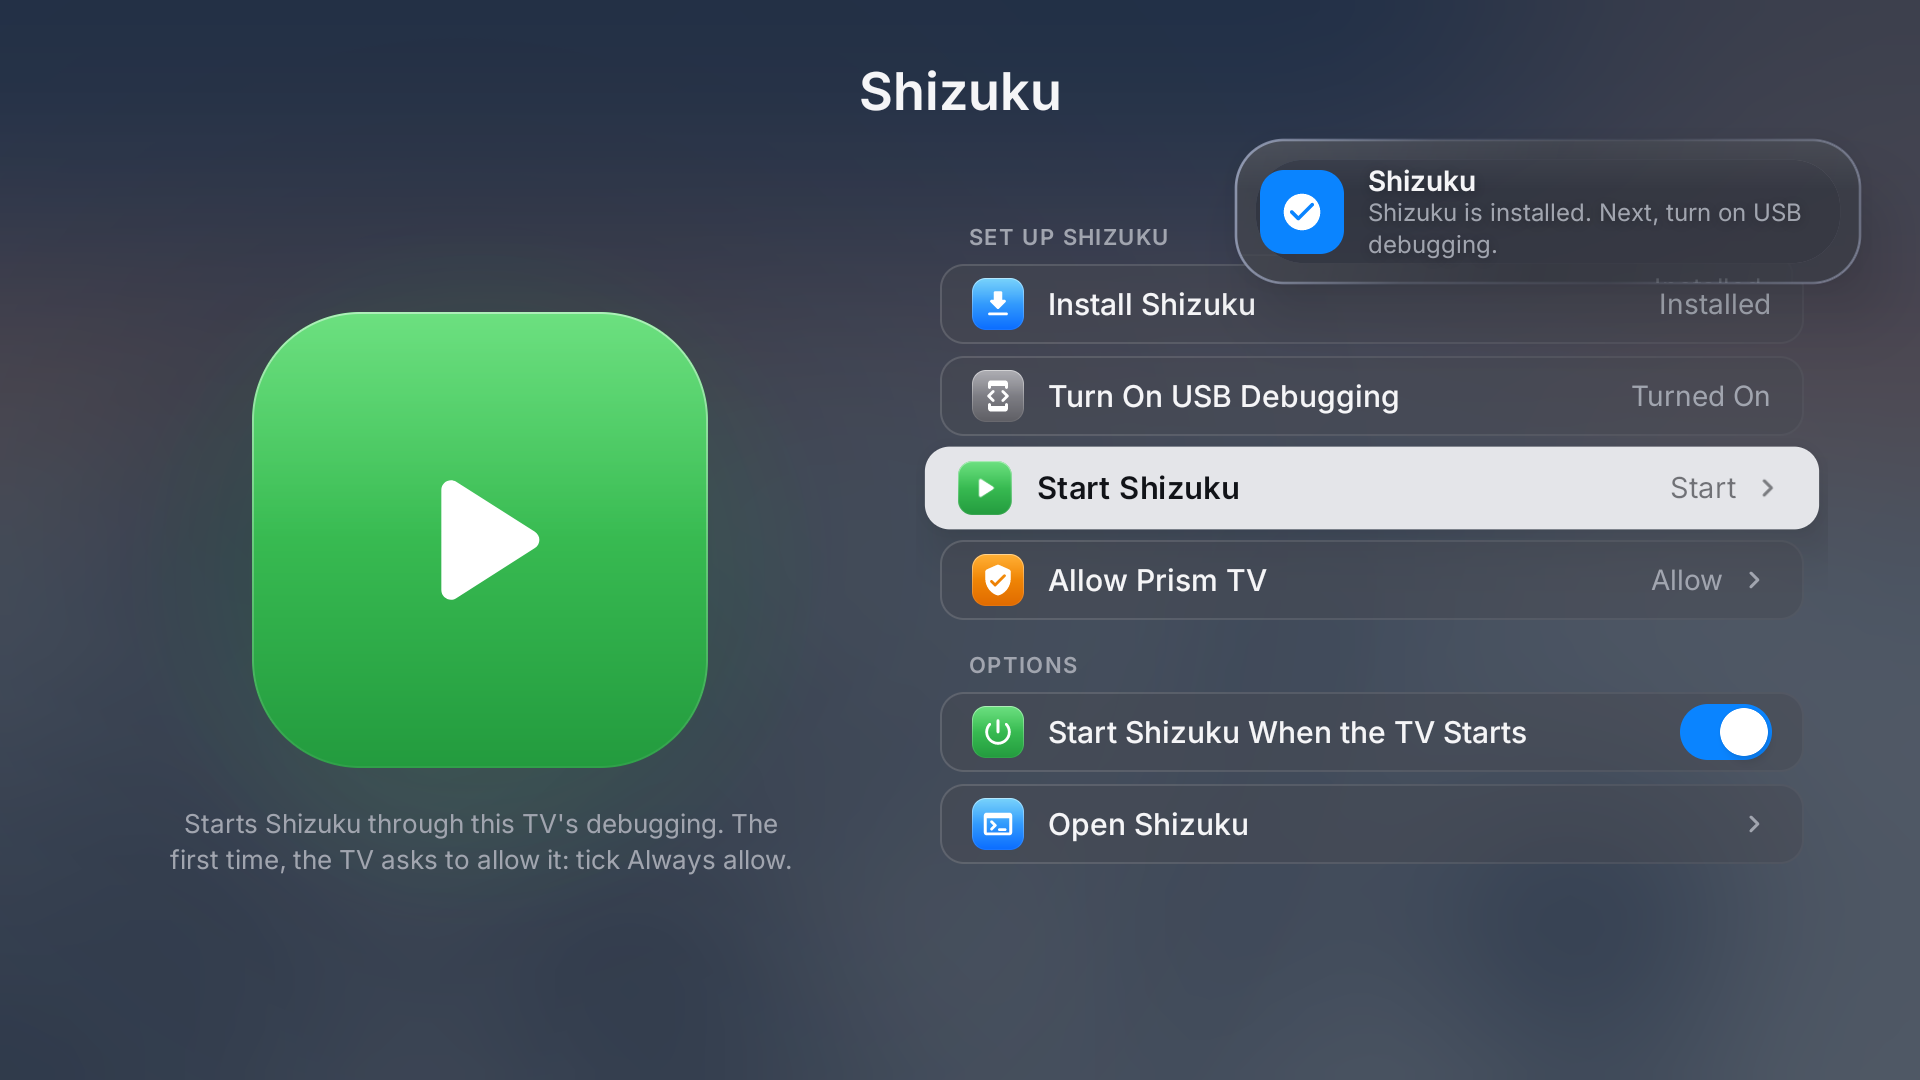 Shizuku
Shizuku
Shizuku is installed. Next, turn on USB
debugging.
SET UP SHIZUKU
Install Shizuku
Installed
Turn On USB Debugging
Turned On
Start Shizuku
Start
Allow Prism TV
Allow
OPTIONS
Start Shizuku When the TV Starts
Open Shizuku
Starts Shizuku through this TV's debugging. The
first time, the TV asks to allow it: tick Always allow.